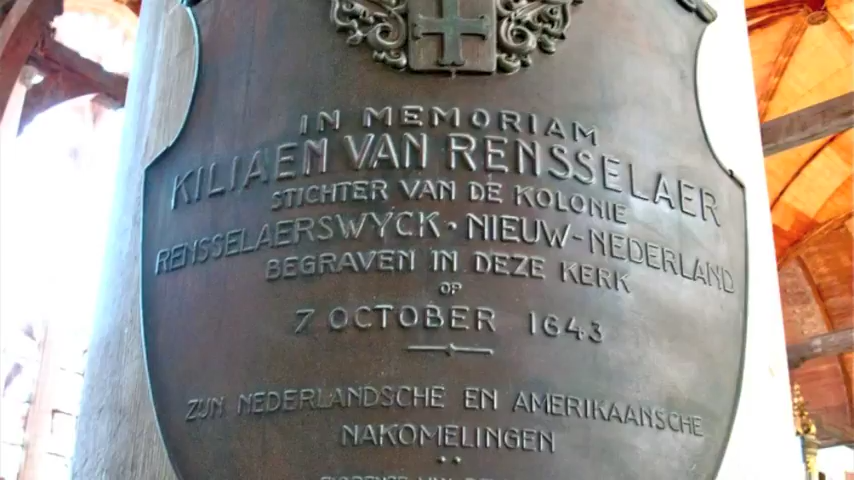 IN MEMORIAM
KILIAEN VAN RENSSELAER
STICHTER VAN DE KOLONIE
RENSSELAERSWYCK · NIEUW-NEDERLAND
BEGRAVEN IN DEZE KERK
OP
7 OCTOBER 1643
ZIJN NEDERLANDSCHE EN AMERIKAANSCHE
NAKOMELINGEN